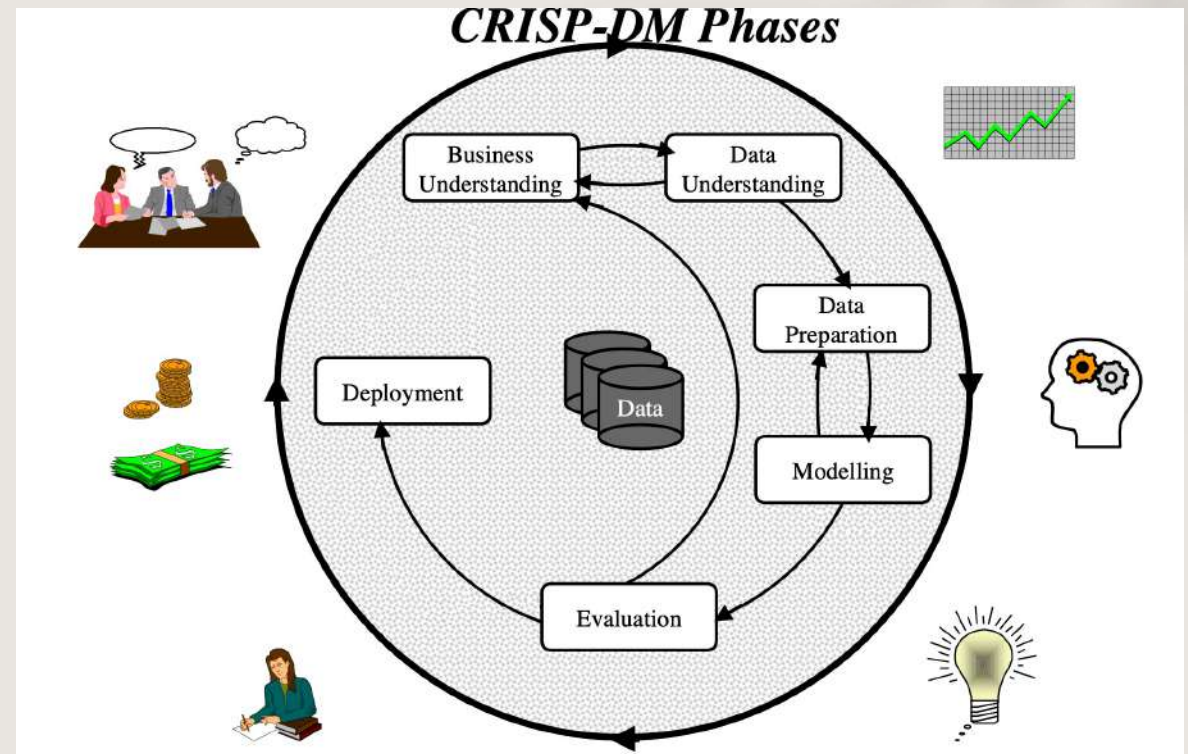 CRISP-DM Phases
Business
Understanding
Data
Understanding
Data
Preparation
Deployment
Data
Modelling
Evaluation